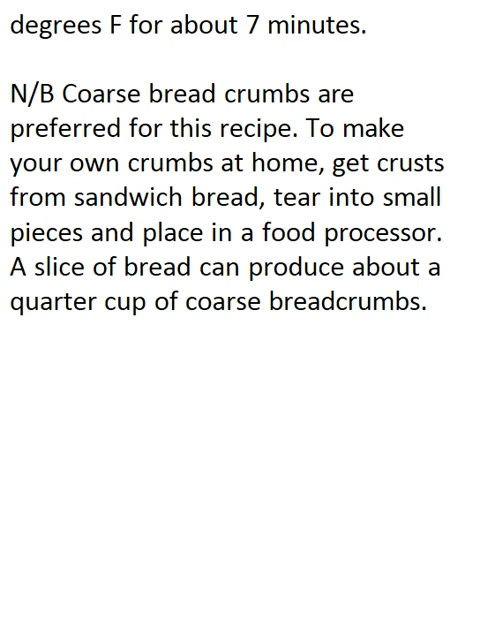 degrees F for about 7 minutes.
N/B Coarse bread crumbs are
preferred for this recipe. To make
your own crumbs at home, get crusts
from sandwich bread, tear into small
pieces and place in a food processor.
A slice of bread can produce about a
quarter cup of coarse breadcrumbs.